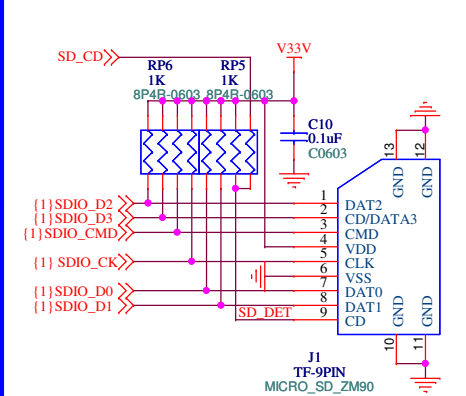 SD_CD
V33V
RP6 RP5
1K 1K
8P4R-0603 8P4R-0603
C10
0.1uF
C0603
13 12
GND GND
{1}SDIO_D2 1 DAT2
{1}SDIO_D3 2 CD/DATA3
{1}SDIO_CMD 3 CMD
4 VDD
{1} SDIO_CK 5 CLK
6 VSS
{1}SDIO_D0 7 DAT0
{1}SDIO_D1 8 DAT1
SD_DET 9 CD
GND GND
10 11
J1
TF-9PIN
MICRO_SD_ZM90